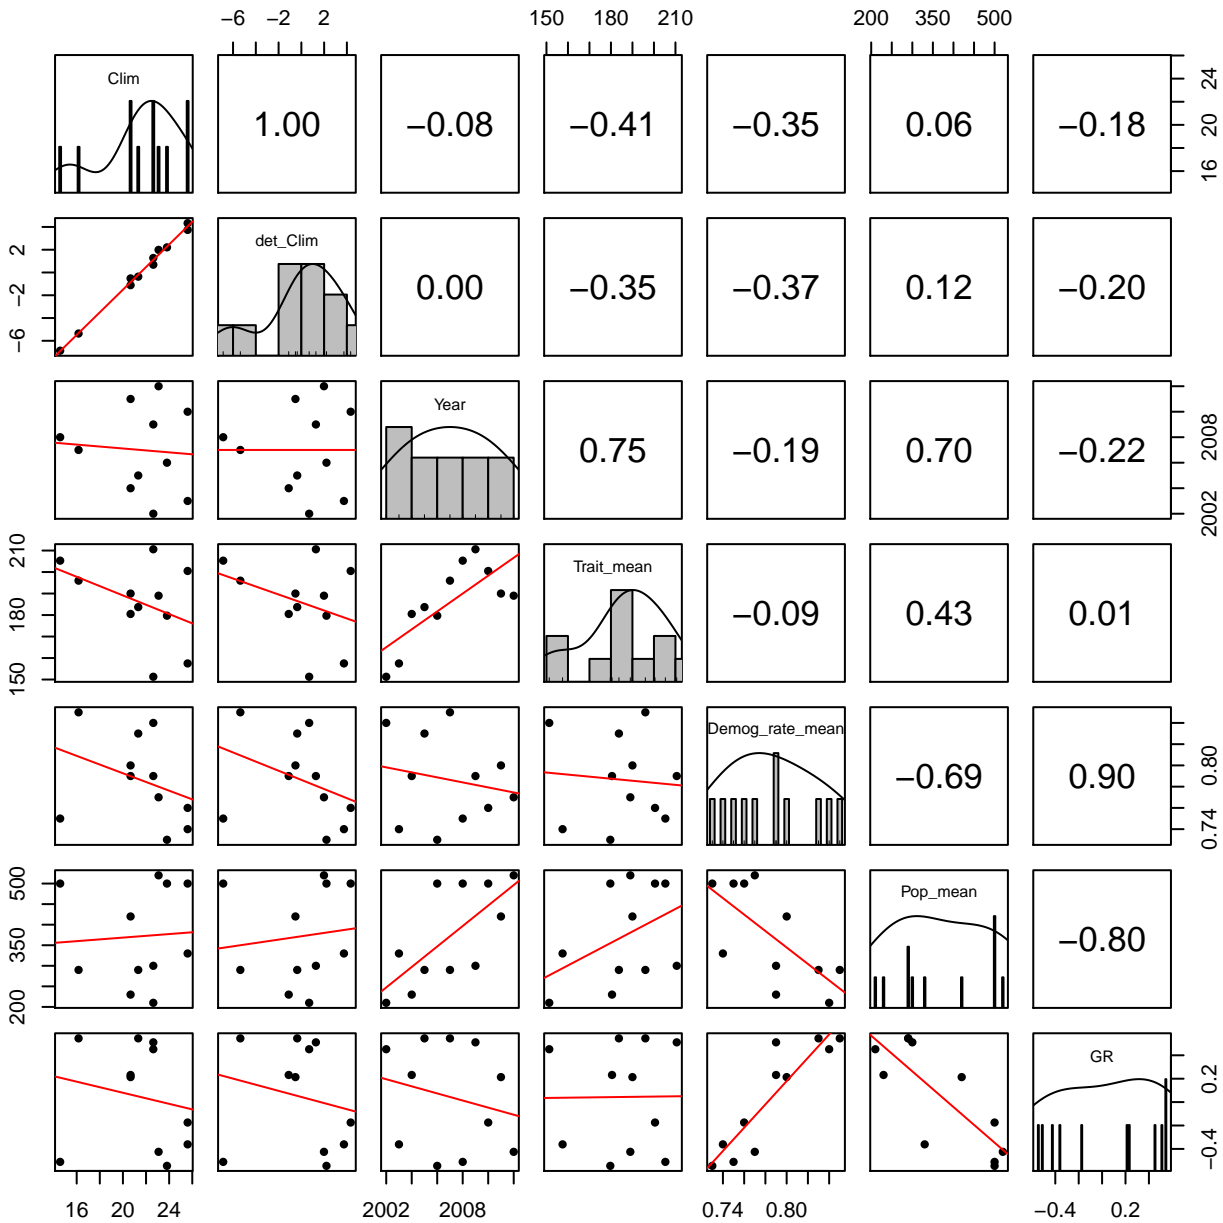 −6 −2 2 150 180 210 200 350 500
Clim 1.00 −0.08 −0.41 −0.35 0.06 −0.18 16 20 24
−6 −2 2 det_Clim 0.00 −0.35 −0.37 0.12 −0.20
Year 0.75 −0.19 0.70 −0.22 2002 2008
150 180 210 Trait_mean −0.09 0.43 0.01
Demog_rate_mean −0.69 0.90 0.74 0.80
200 350 500 Pop_mean −0.80
GR −0.4 0.2
16 20 24 2002 2008 0.74 0.80 −0.4 0.2